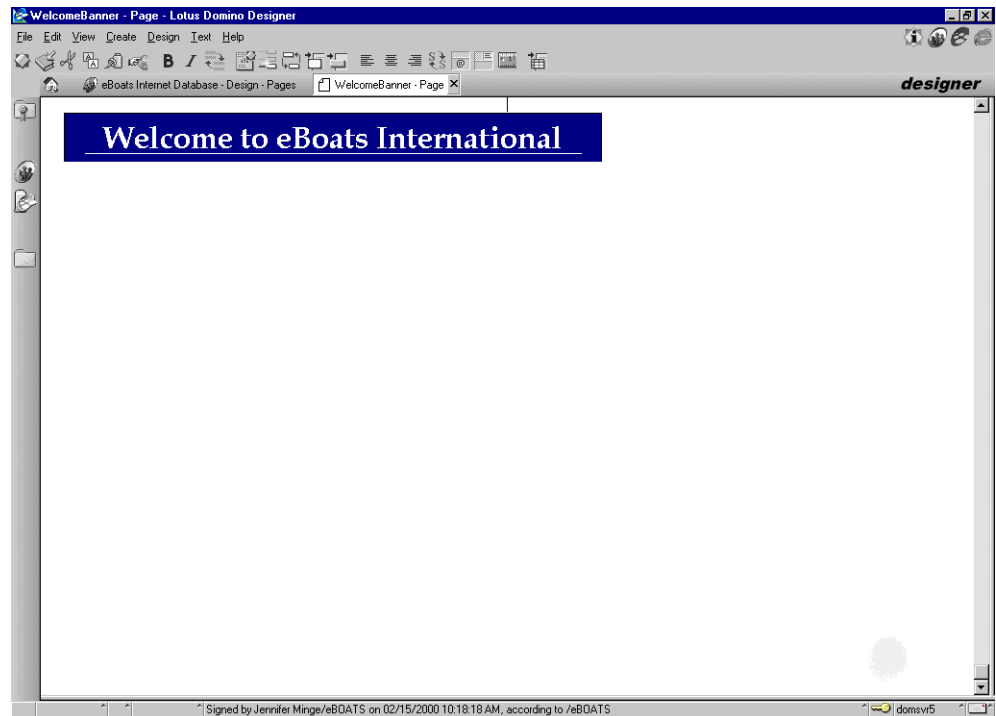 WelcomeBanner - Page - Lotus Domino Designer
File Edit View Create Design Text Help
B I
eBoats Internet Database - Design - Pages WelcomeBanner - Page designer
Welcome to eBoats International
Signed by Jennifer Minge/eBOATS on 02/15/2000 10:18:18 AM, according to /eBOATS domsvr5